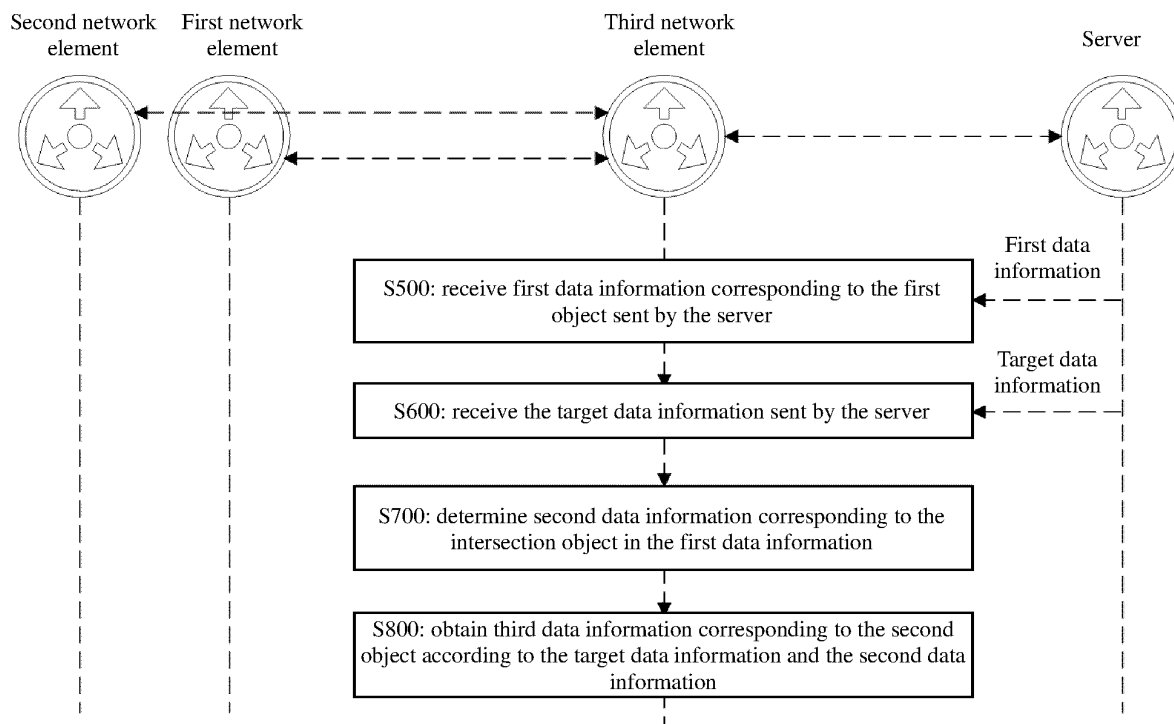 Second network
element
First network
element
Third network
element
Server
First data
information
S500: receive first data information corresponding to the first
object sent by the server
Target data
information
S600: receive the target data information sent by the server
S700: determine second data information corresponding to the
intersection object in the first data information
S800: obtain third data information corresponding to the second
object according to the target data information and the second data
information